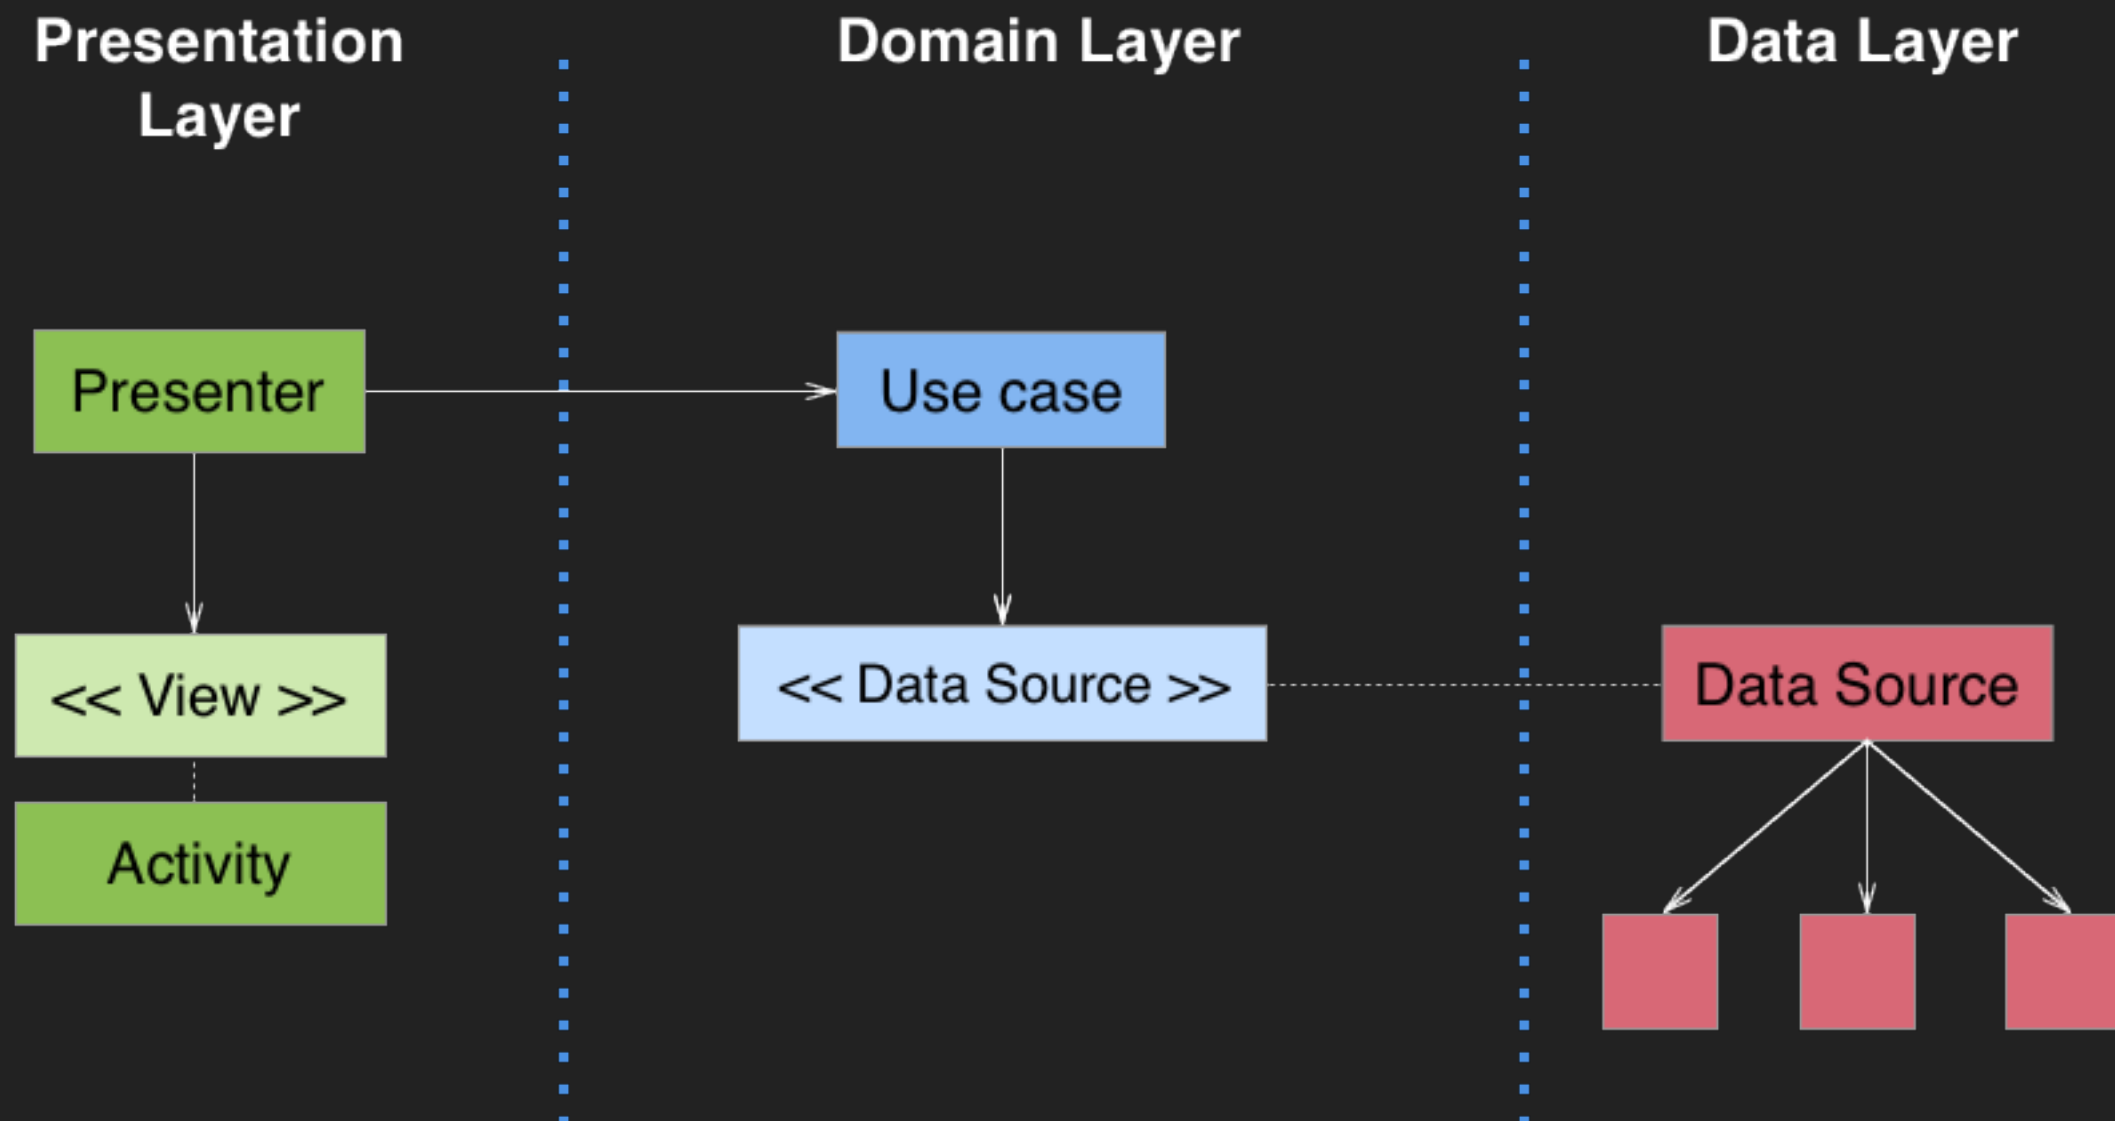 Presentation
Layer
Domain Layer
Data Layer
Presenter
Use case
<< View >>
<< Data Source >>
Data Source
Activity